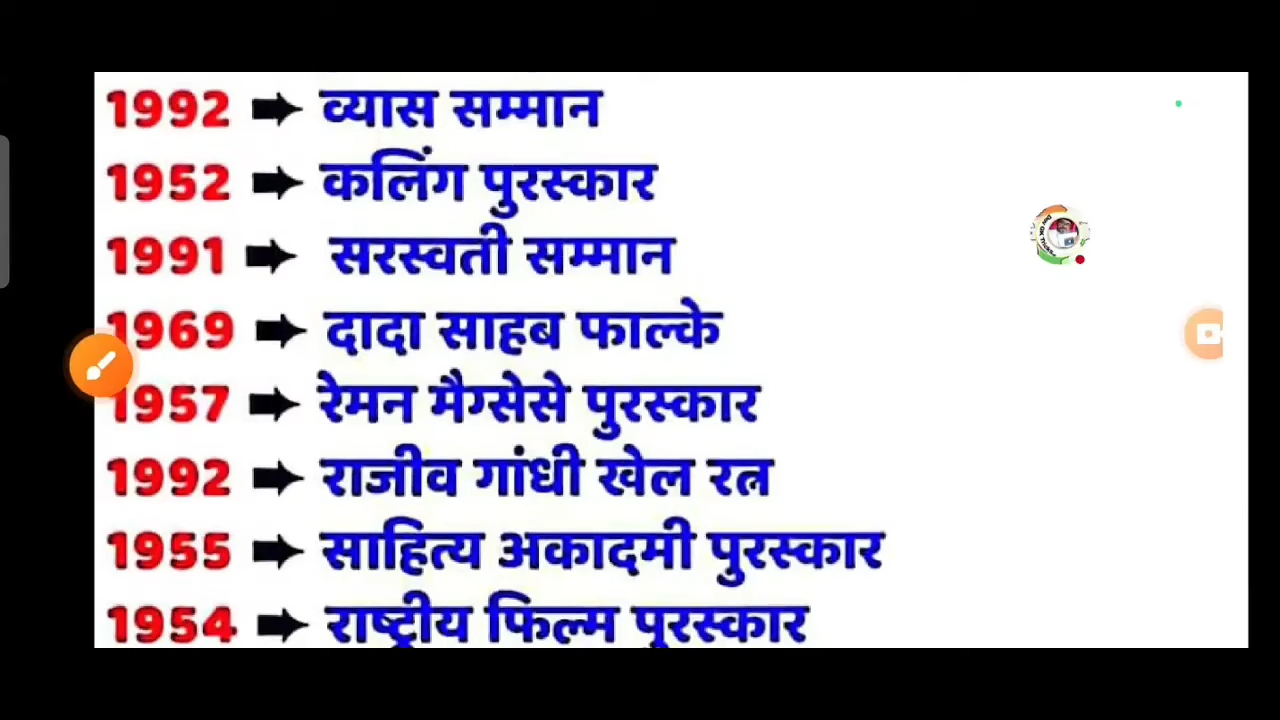 1992 ➡ व्यास सम्मान
1952 ➡ कलिंग पुरस्कार
1991 ➡ सरस्वती सम्मान
1969 ➡ दादा साहब फाल्के
1957 ➡ रेमन मैग्सेसे पुरस्कार
1992 ➡ राजीव गांधी खेल रत्न
1955 ➡ साहित्य अकादमी पुरस्कार
1954 ➡ राष्ट्रीय फिल्म पुरस्कार